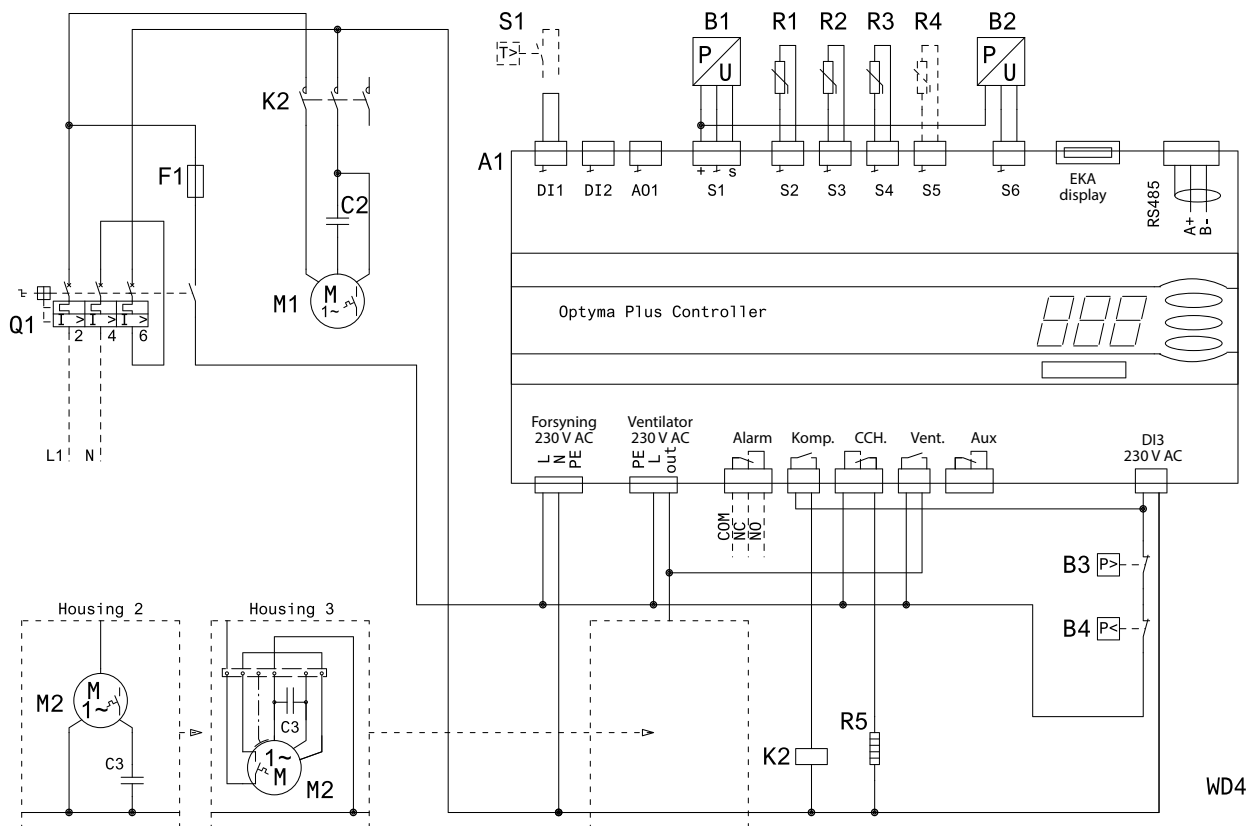 S1
B1
R1
R2
R3
R4
B2
T>
P
U
P
U
K2
A1
F1
C2
DI1
DI2
AO1
+
s
S1
S2
S3
S4
S5
S6
EKA
display
RS485
A+
B-
M
1~
M1
Q1
I >
I >
I >
2
4
6
Optyma Plus Controller
L1
N
Forsyning
230 V AC
L
N
PE
Ventilator
230 V AC
PE
L
out
Alarm
Komp.
CCH.
Vent.
Aux
DI3
230 V AC
COM
NC
NO
B3
P>
B4
P<
Housing 2
Housing 3
M2
M
1~
C3
C3
1~
M
M2
K2
R5
WD4